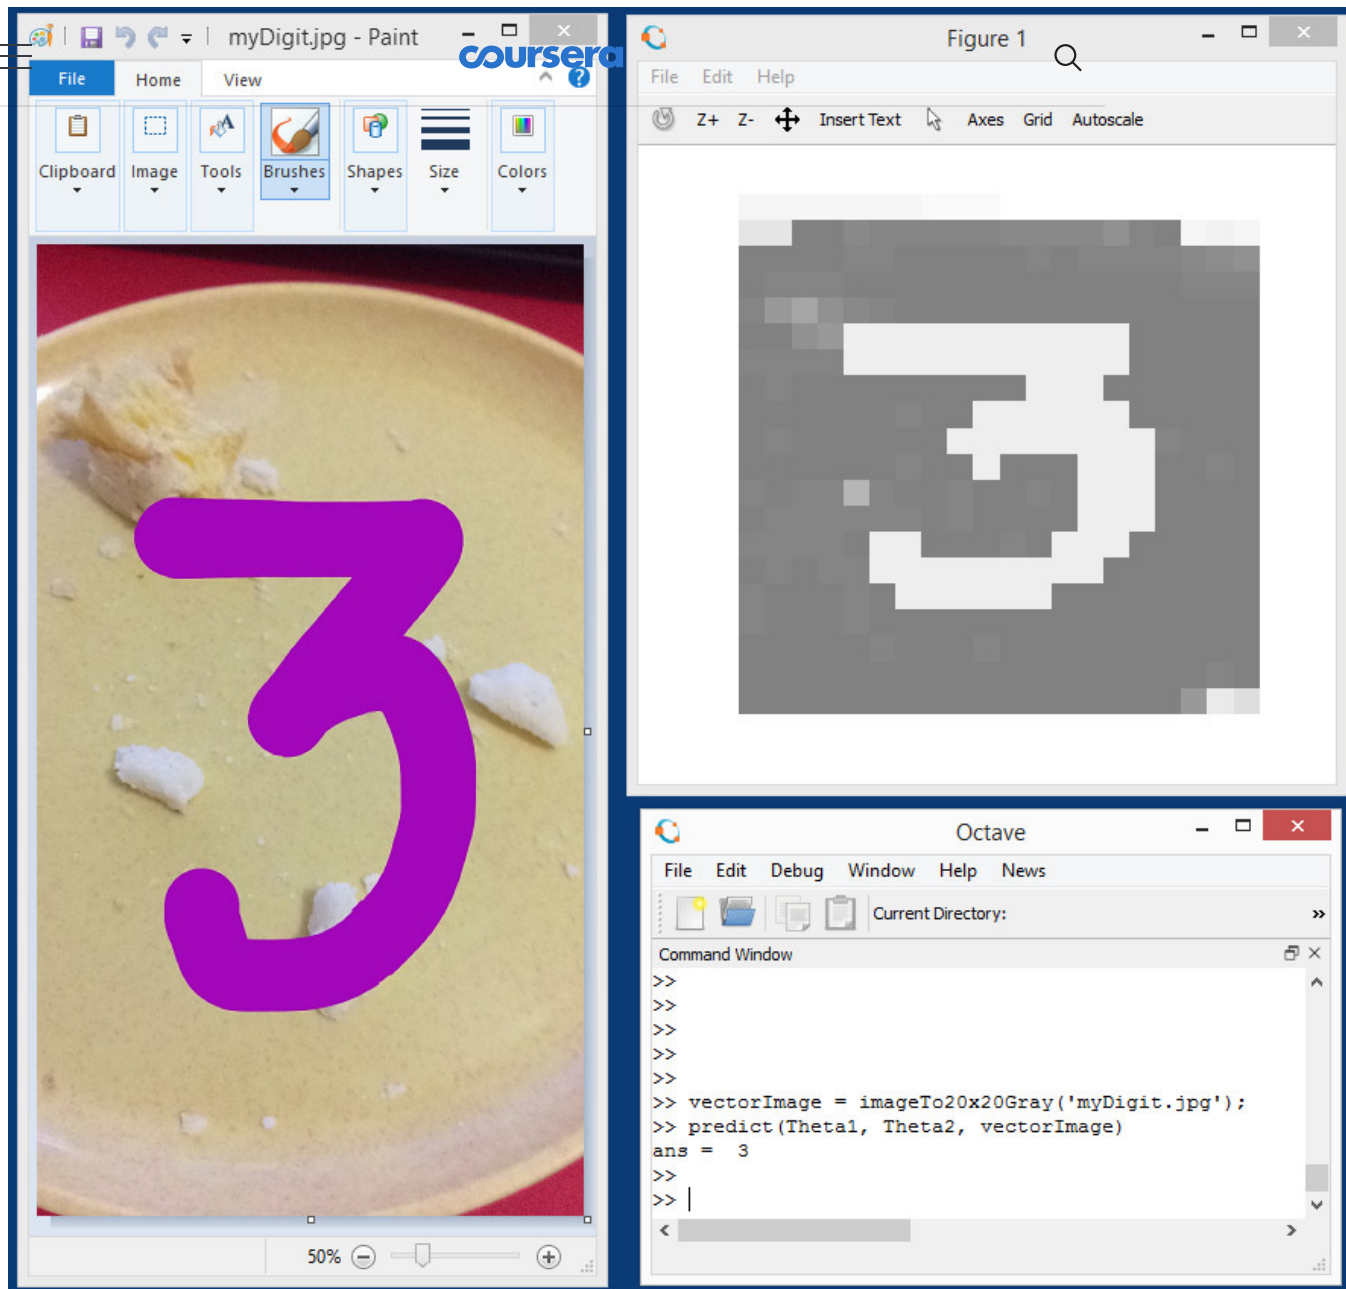 myDigit.jpg - Paint
coursera
File Home View
Clipboard Image Tools Brushes Shapes Size Colors
3
50%
Figure 1
File Edit Help
Z+ Z- Insert Text Axes Grid Autoscale
3
Octave
File Edit Debug Window Help News
Current Directory:
»
Command Window
>>
>>
>>
>>
>>
>> vectorImage = imageTo20x20Gray('myDigit.jpg');
>> predict(Theta1, Theta2, vectorImage)
ans = 3
>>
>>